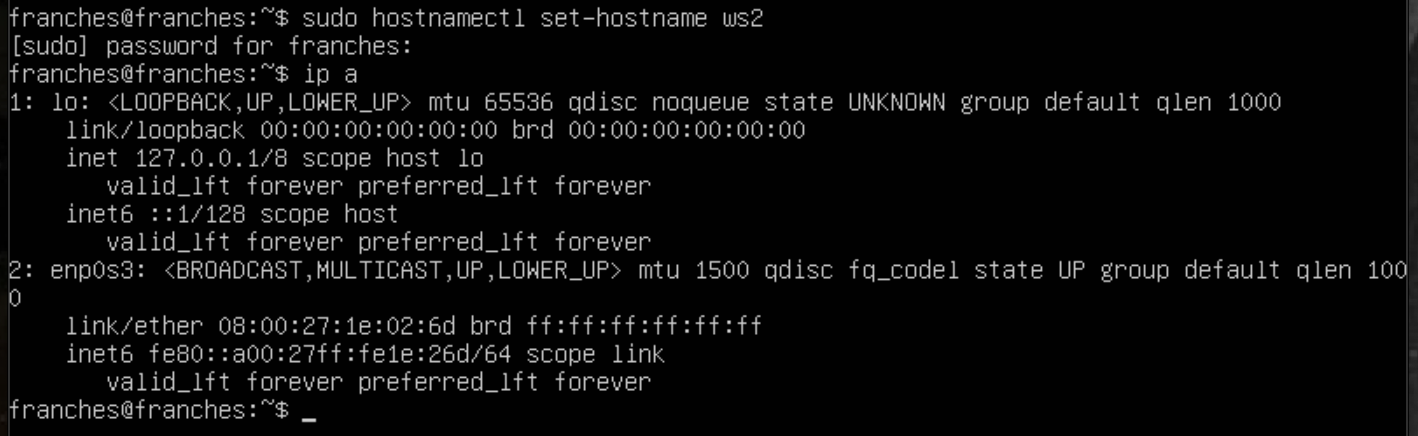 franches@franches:~$ sudo hostnamectl set-hostname ws2
[sudo] password for franches:
franches@franches:~$ ip a
1: lo: <LOOPBACK,UP,LOWER_UP> mtu 65536 qdisc noqueue state UNKNOWN group default qlen 1000
    link/loopback 00:00:00:00:00:00 brd 00:00:00:00:00:00
    inet 127.0.0.1/8 scope host lo
       valid_lft forever preferred_lft forever
    inet6 ::1/128 scope host
       valid_lft forever preferred_lft forever
2: enp0s3: <BROADCAST,MULTICAST,UP,LOWER_UP> mtu 1500 qdisc fq_codel state UP group default qlen 100
0
    link/ether 08:00:27:1e:02:6d brd ff:ff:ff:ff:ff:ff
    inet6 fe80::a00:27ff:fe1e:26d/64 scope link
       valid_lft forever preferred_lft forever
franches@franches:~$ _